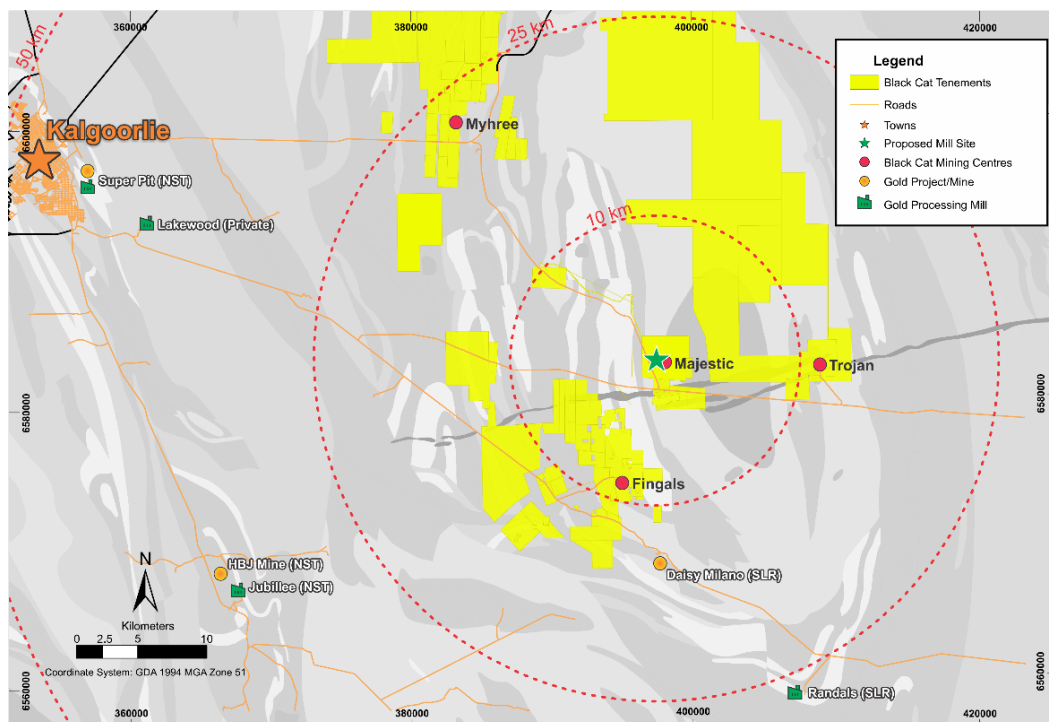 360000
380000
400000
420000
50 km
25 km
Legend
Black Cat Tenements
Roads
Towns
Proposed Mill Site
Black Cat Mining Centres
Gold Project/Mine
Gold Processing Mill
6600000
6600000
Kalgoorlie
Myhree
Super Pit (NST)
Lakewood (Private)
10 km
Majestic
Trojan
6580000
6580000
Fingals
HBJ Mine (NST)
Jubillee (NST)
Daisy Milano (SLR)
N
Kilometers
0 2.5 5 10
Coordinate System: GDA 1994 MGA Zone 51
6560000
6560000
Randals (SLR)
360000
380000
400000
420000